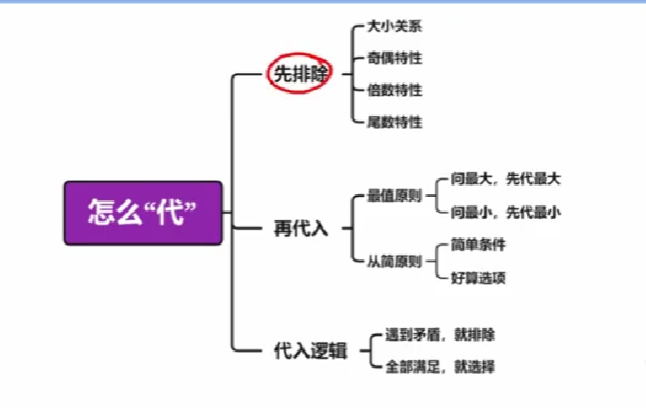 大小关系
奇偶特性
先排除
倍数特性
尾数特性
怎么“代”
问最大，先代最大
最值原则
问最小，先代最小
再代入
简单条件
从简原则
好算选项
遇到矛盾，就排除
代入逻辑
全部满足，就选择